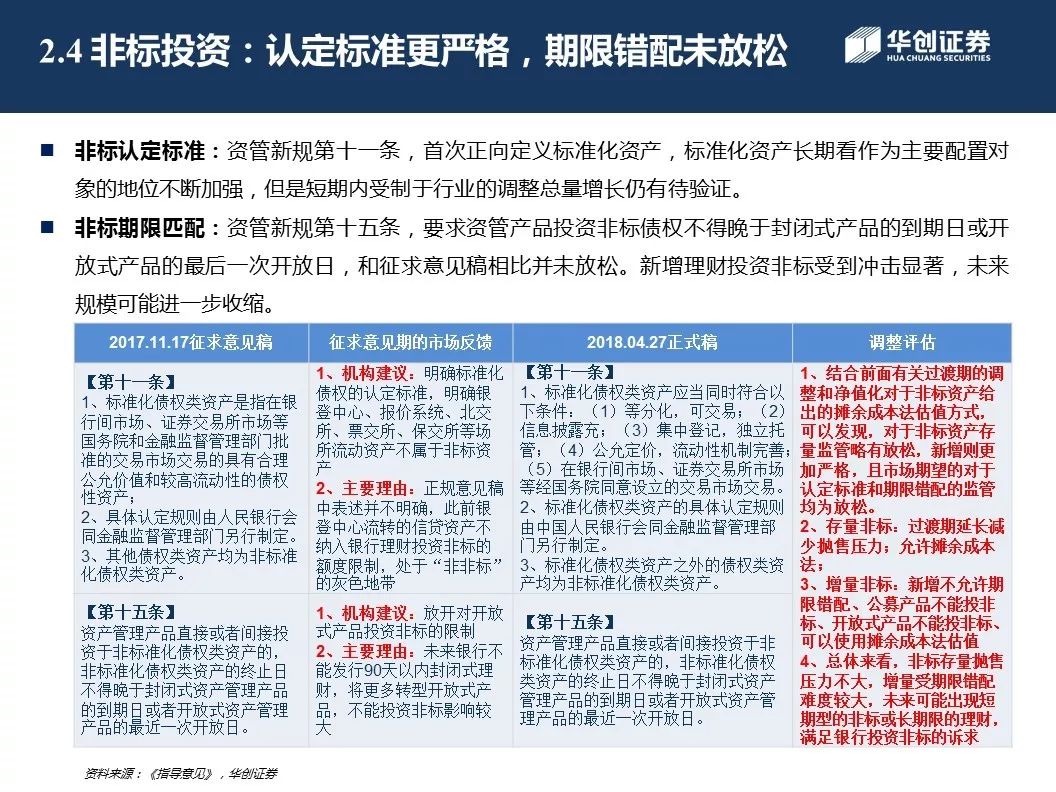 2.4 非标投资：认定标准更严格，期限错配未放松
华创证券
HUA CHUANG SECURITIES
■ 非标认定标准：资管新规第十一条，首次正向定义标准化资产，标准化资产长期看作为主要配置对
象的地位不断加强，但是短期内受制于行业的调整总量增长仍有待验证。
■ 非标期限匹配：资管新规第十五条，要求资管产品投资非标债权不得晚于封闭式产品的到期日或开
放式产品的最后一次开放日，和征求意见稿相比并未放松。新增理财投资非标受到冲击显著，未来
规模可能进一步收缩。
2017.11.17征求意见稿
征求意见期的市场反馈
2018.04.27正式稿
调整评估
【第十一条】
1、标准化债权类资产是指在银
行间市场、证券交易所市场等
国务院和金融监督管理部门批
准的交易市场交易的具有合理
公允价值和较高流动性的债权
性资产；
2、具体认定规则由人民银行会
同金融监督管理部门另行制定。
3、其他债权类资产均为非标准
化债权类资产。
1、机构建议：明确标准化
债权的认定标准，明确银
登中心、报价系统、北交
所、票交所、保交所等场
所流动资产不属于非标资
产
2、主要理由：正规意见稿
中表述并不明确，此前银
登中心流转的信贷资产不
纳入银行理财投资非标的
额度限制，处于“非非标”
的灰色地带
【第十一条】
1、标准化债权类资产应当同时符合以
下条件：（1）等分化，可交易；（2）
信息披露充；（3）集中登记，独立托
管；（4）公允定价，流动性机制完善；
（5）在银行间市场、证券交易所市场
等经国务院同意设立的交易市场交易。
2、标准化债权类资产的具体认定规则
由中国人民银行会同金融监督管理部
门另行制定。
3、标准化债权类资产之外的债权类资
产均为非标准化债权类资产。
1、结合前面有关过渡期的调
整和净值化对于非标资产给
出的摊余成本法估值方式，
可以发现，对于非标资产存
量监管略有放松，新增则更
加严格，且市场期望的对于
认定标准和期限错配的监管
均为放松。
2、存量非标：过渡期延长减
少抛售压力；允许摊余成本
法；
3、增量非标：新增不允许期
限错配、公募产品不能投非
标、开放式产品不能投非标、
可以使用摊余成本法估值
4、总体来看，非标存量抛售
压力不大，增量受期限错配
难度较大，未来可能出现短
期型的非标或长期限的理财，
满足银行投资非标的诉求
【第十五条】
资产管理产品直接或者间接投资
于非标准化债权类资产的，
非标准化债权类资产的终止日
不得晚于封闭式资产管理产品
的到期日或者开放式资产管理
产品的最近一次开放日。
1、机构建议：放开对开放
式产品投资非标的限制
2、主要理由：未来银行不
能发行90天以内封闭式理
财，将更多转型开放式产
品，不能投资非标影响较
大
【第十五条】
资产管理产品直接或者间接投资于非
标准化债权类资产的，非标准化债权
类资产的终止日不得晚于封闭式资产
管理产品的到期日或者开放式资产管
理产品的最近一次开放日。
资料来源：《指导意见》，华创证券